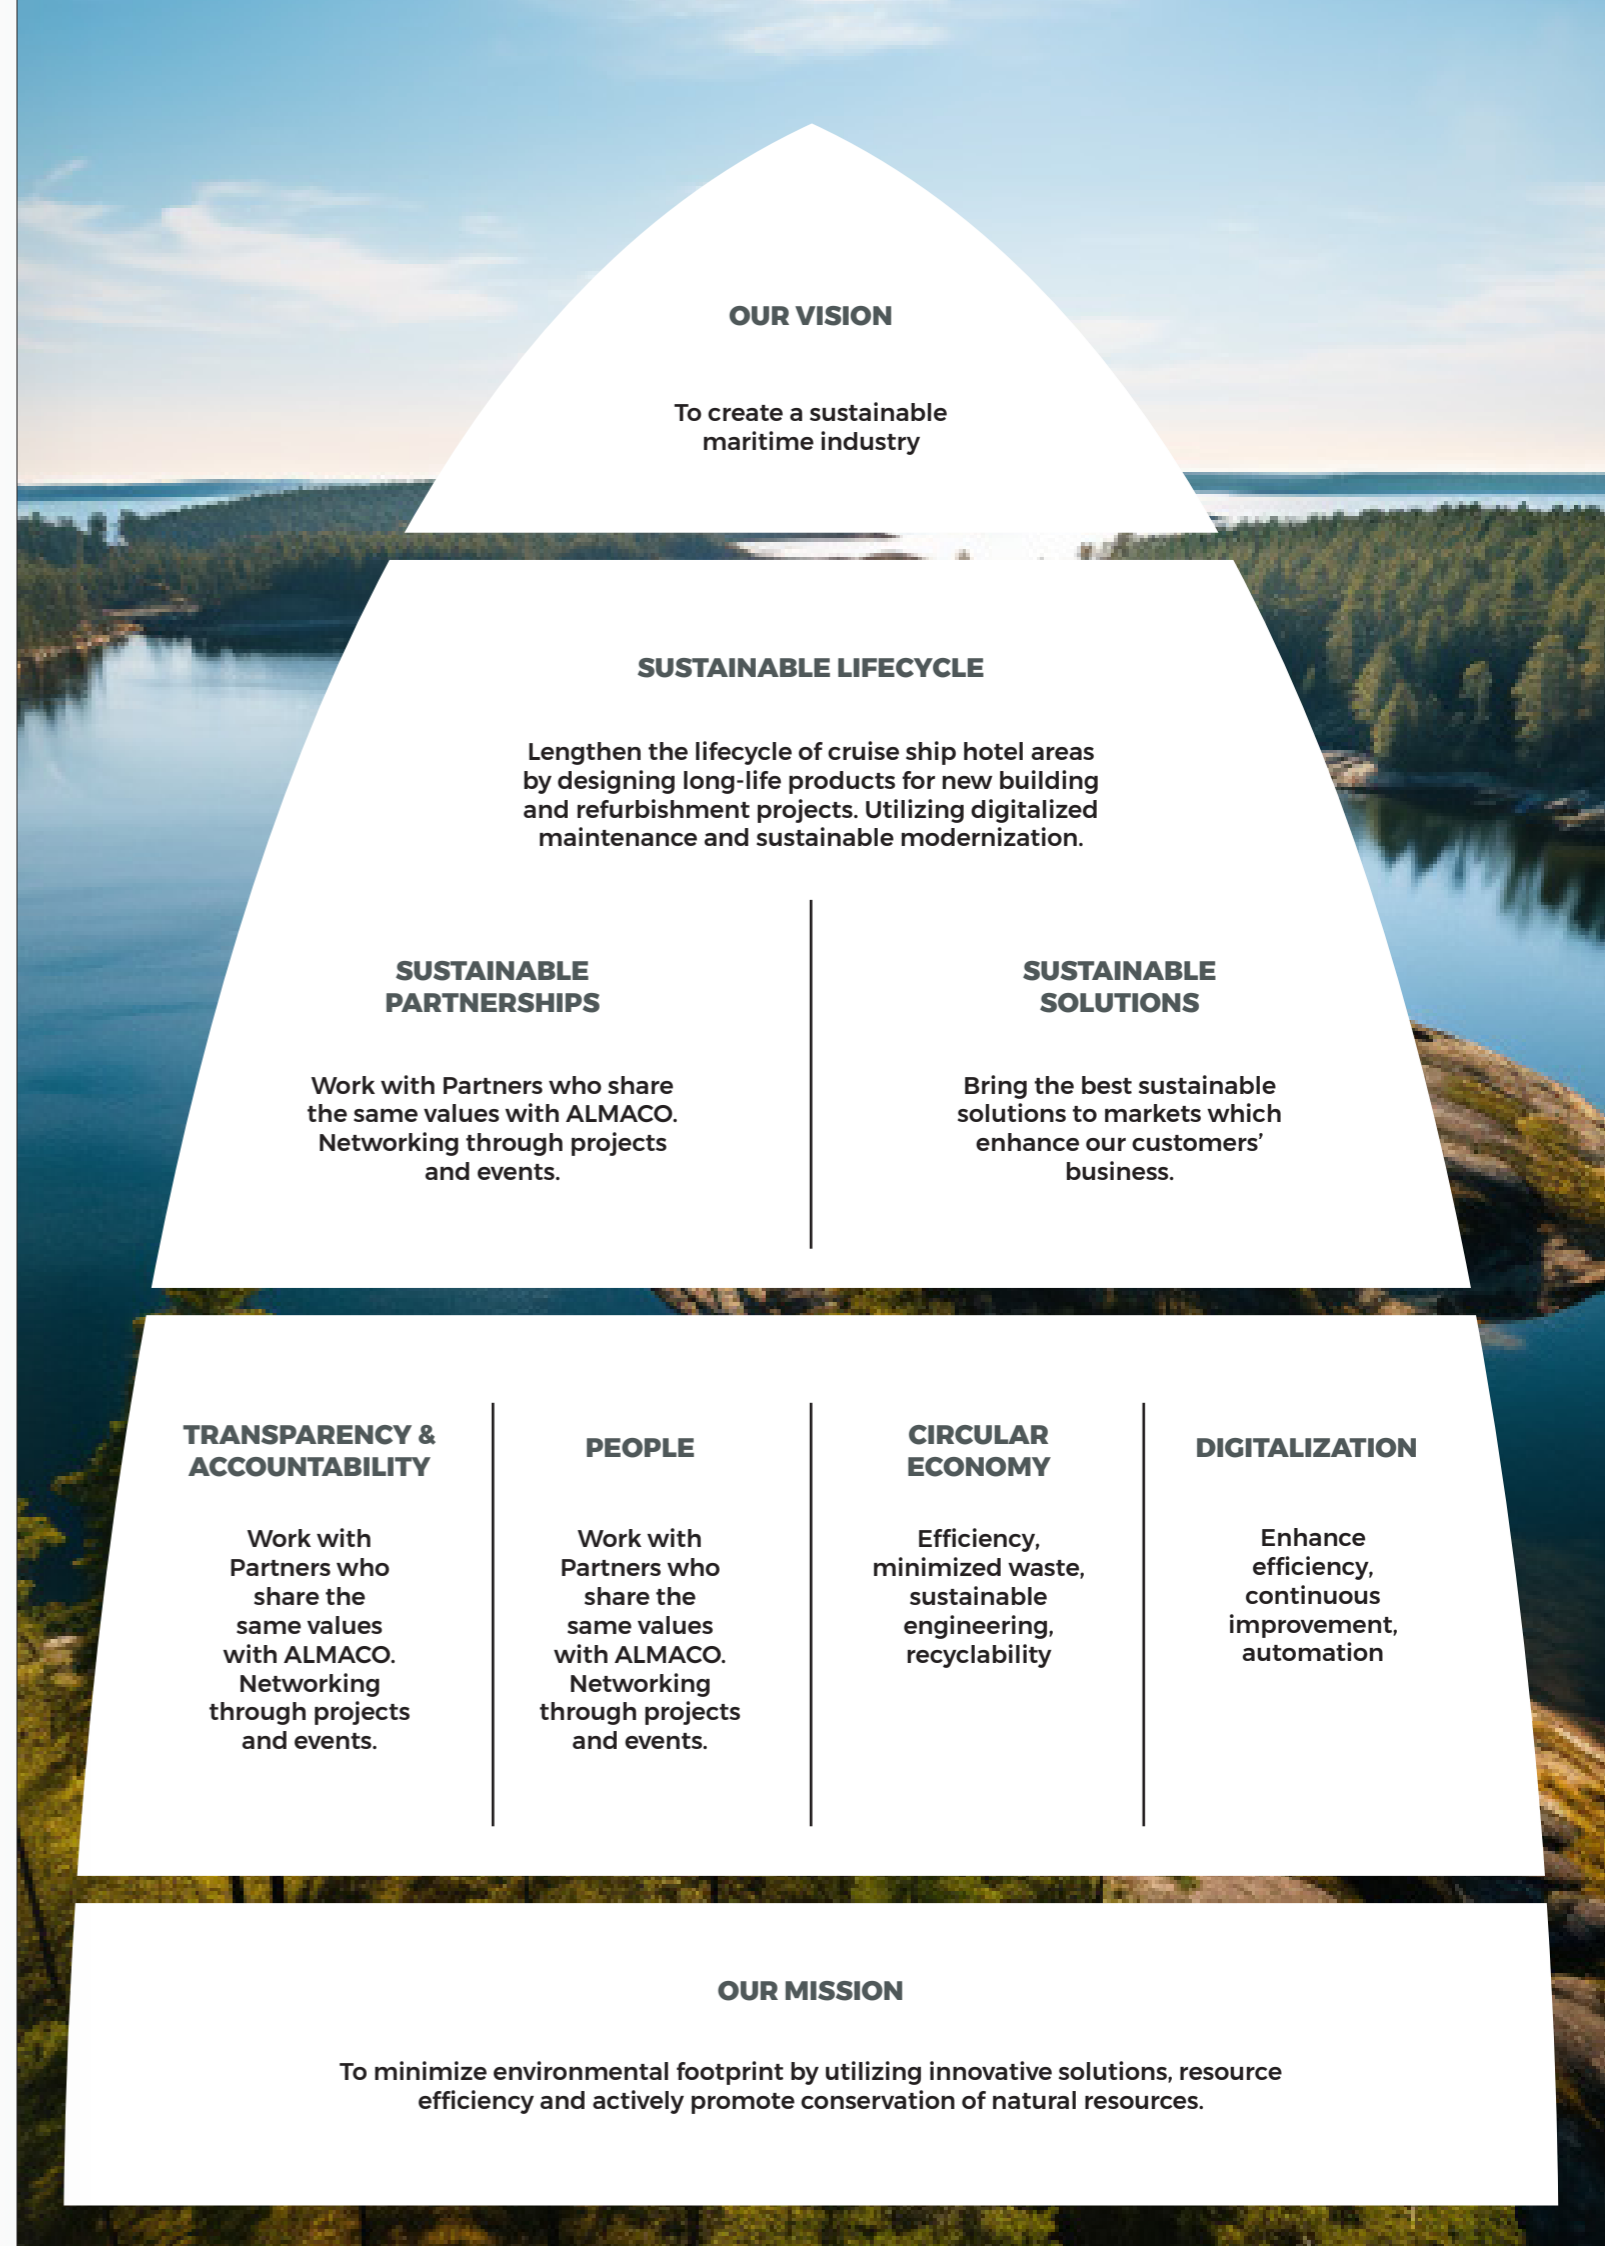 OUR VISION
To create a sustainable
maritime industry
SUSTAINABLE LIFECYCLE
Lengthen the lifecycle of cruise ship hotel areas
by designing long-life products for new building
and refurbishment projects. Utilizing digitalized
maintenance and sustainable modernization.
SUSTAINABLE
PARTNERSHIPS
Work with Partners who share
the same values with ALMACO.
Networking through projects
and events.
SUSTAINABLE
SOLUTIONS
Bring the best sustainable
solutions to markets which
enhance our customers’
business.
TRANSPARENCY &
ACCOUNTABILITY
Work with
Partners who
share the
same values
with ALMACO.
Networking
through projects
and events.
PEOPLE
Work with
Partners who
share the
same values
with ALMACO.
Networking
through projects
and events.
CIRCULAR
ECONOMY
Efficiency,
minimized waste,
sustainable
engineering,
recyclability
DIGITALIZATION
Enhance
efficiency,
continuous
improvement,
automation
OUR MISSION
To minimize environmental footprint by utilizing innovative solutions, resource
efficiency and actively promote conservation of natural resources.